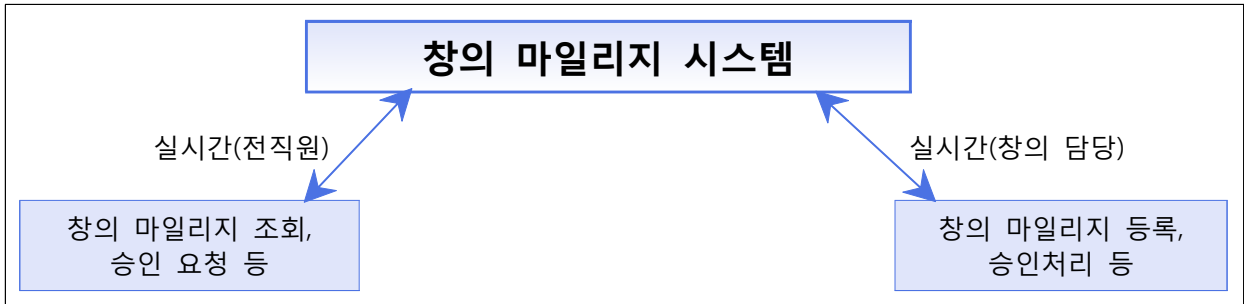 창의 마일리지 시스템
실시간(전직원)
실시간(창의 담당)
창의 마일리지 조회,
승인 요청 등
창의 마일리지 등록,
승인처리 등